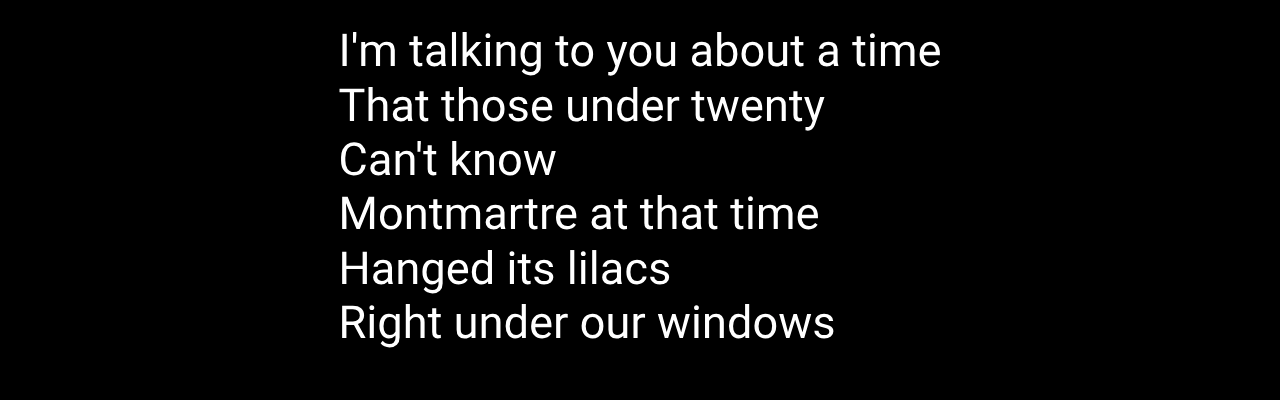 I'm talking to you about a time
That those under twenty
Can't know
Montmartre at that time
Hanged its lilacs
Right under our windows